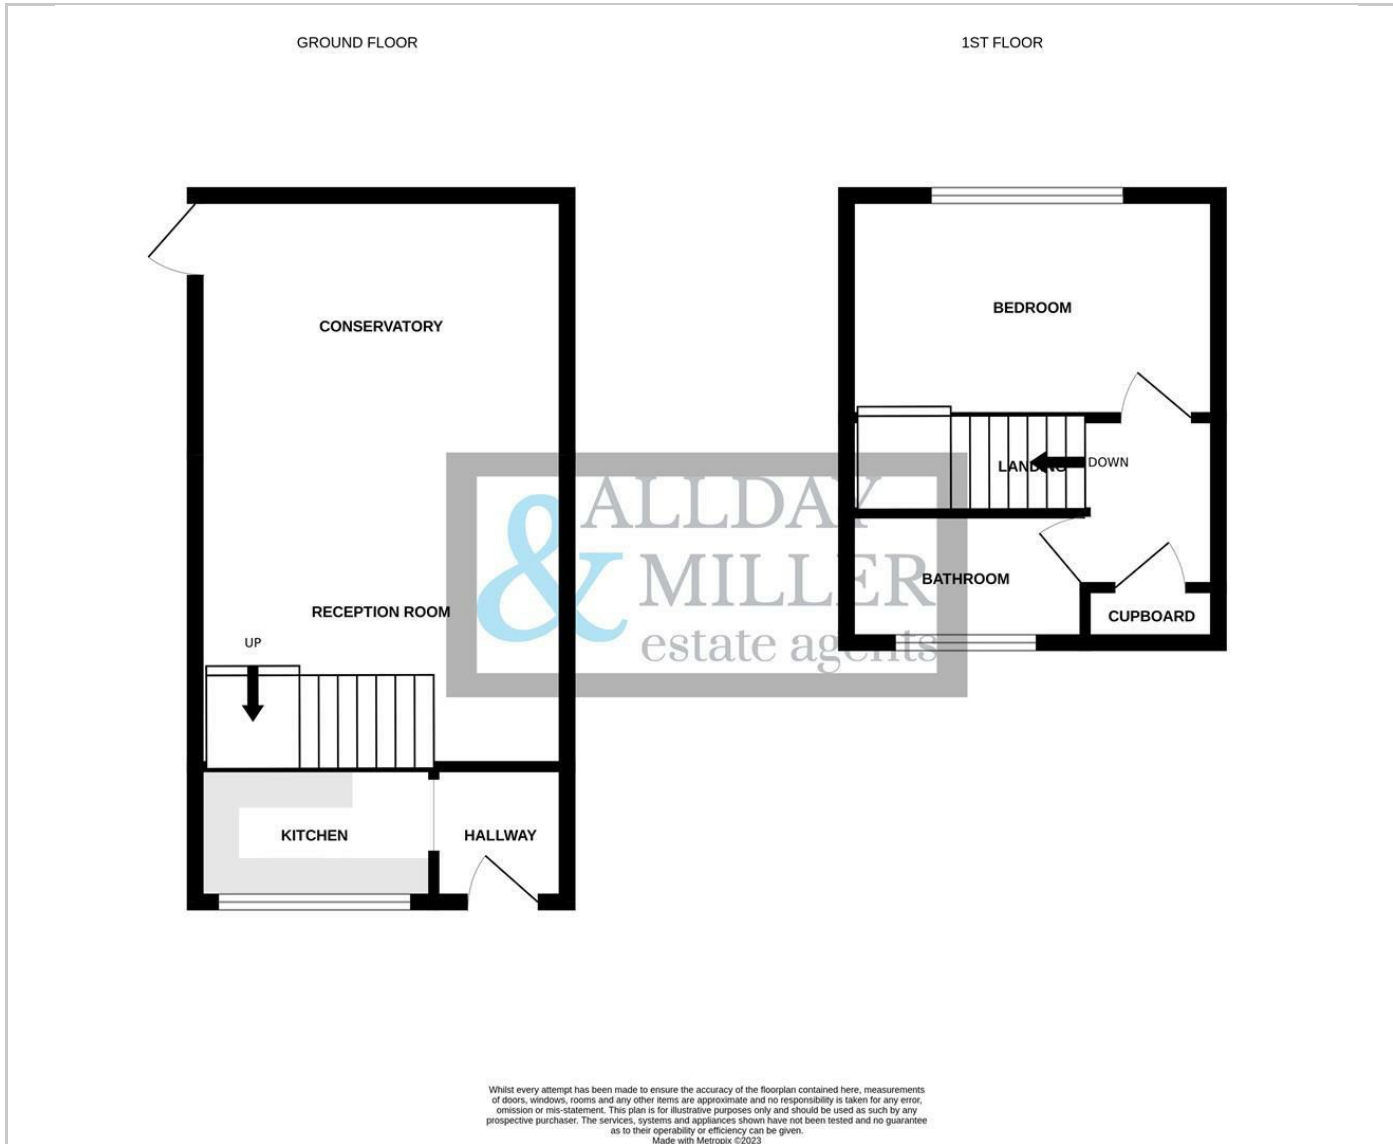 GROUND FLOOR
1ST FLOOR
CONSERVATORY
BEDROOM
LANDING
DOWN
ALLDAY
& MILLER
estate agents
BATHROOM
CUPBOARD
RECEPTION ROOM
UP
KITCHEN
HALLWAY
Whilst every attempt has been made to ensure the accuracy of the floorplan contained here, measurements
of doors, windows, rooms and any other items are approximate and no responsibility is taken for any error,
omission or mis-statement. This plan is for illustrative purposes only and should be used as such by any
prospective purchaser. The services, systems and appliances shown have not been tested and no guarantee
as to their operability or efficiency can be given.
Made with Metropix ©2023